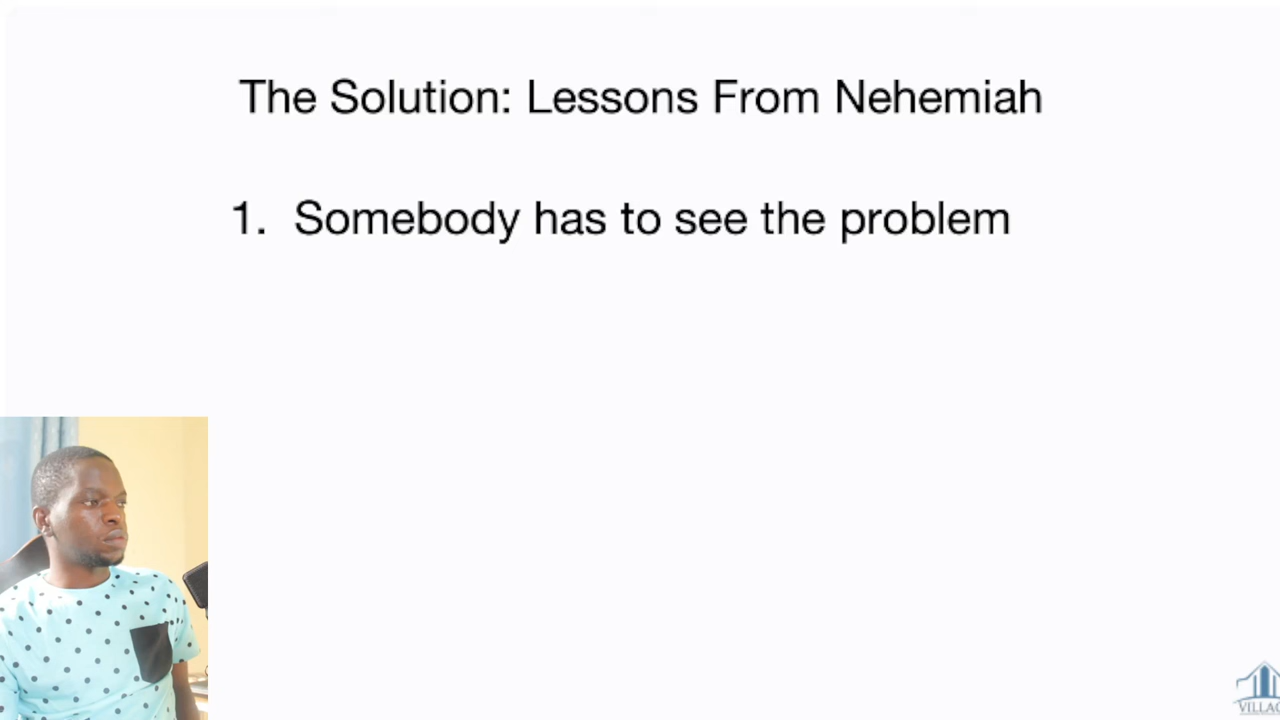 The Solution: Lessons From Nehemiah
1. Somebody has to see the problem